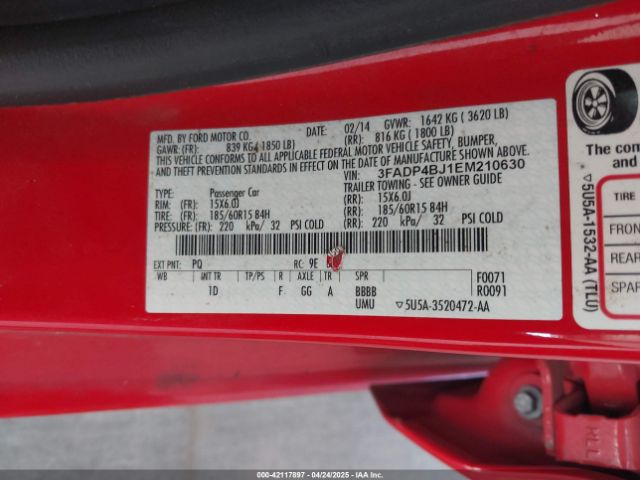 MFD. BY FORD MOTOR CO. DATE: 02/14 GVWR: 1642 KG ( 3620 LB)
GAWR: (FR): 839 KG ( 1850 LB) (RR): 816 KG ( 1800 LB)
THIS VEHICLE CONFORMS TO ALL APPLICABLE FEDERAL MOTOR VEHICLE SAFETY, BUMPER,
AND THEFT PREVENTION STANDARDS IN EFFECT ON THE DATE OF MANUFACTURE SHOWN ABOVE.
VIN: 3FADP4BJ1EM210630
TYPE: Passenger Car TRAILER TOWING - SEE OWNER GUIDE
RIM: (FR): 15X6.0J (RR): 15X6.0J
TIRE: (FR): 185/60R15 84H (RR): 185/60R15 84H
PRESSURE: (FR): 220 kPa/ 32 PSI COLD (RR): 220 kPa/ 32 PSI COLD
EXT PNT: PQ RC: 9E
WB INT TR TP/PS R AXLE TR SPR F0071
1D F GG A BBBB R0091
UMU ▽5U5A-3520472-AA
▽5U5A-1532-AA (TLU)
The com
and
TIRE
FRON
REAR
SPAR
HLL
000-42117897 - 04/24/2025 - IAAI.com